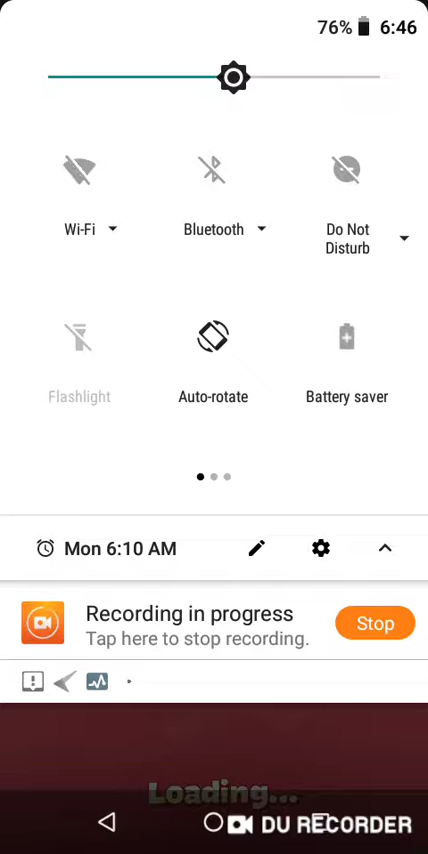 76% 6:46
Wi-Fi
Bluetooth
Do Not
Disturb
Flashlight
Auto-rotate
Battery saver
Mon 6:10 AM
Recording in progress
Tap here to stop recording.
Stop
Loading...
DU RECORDER